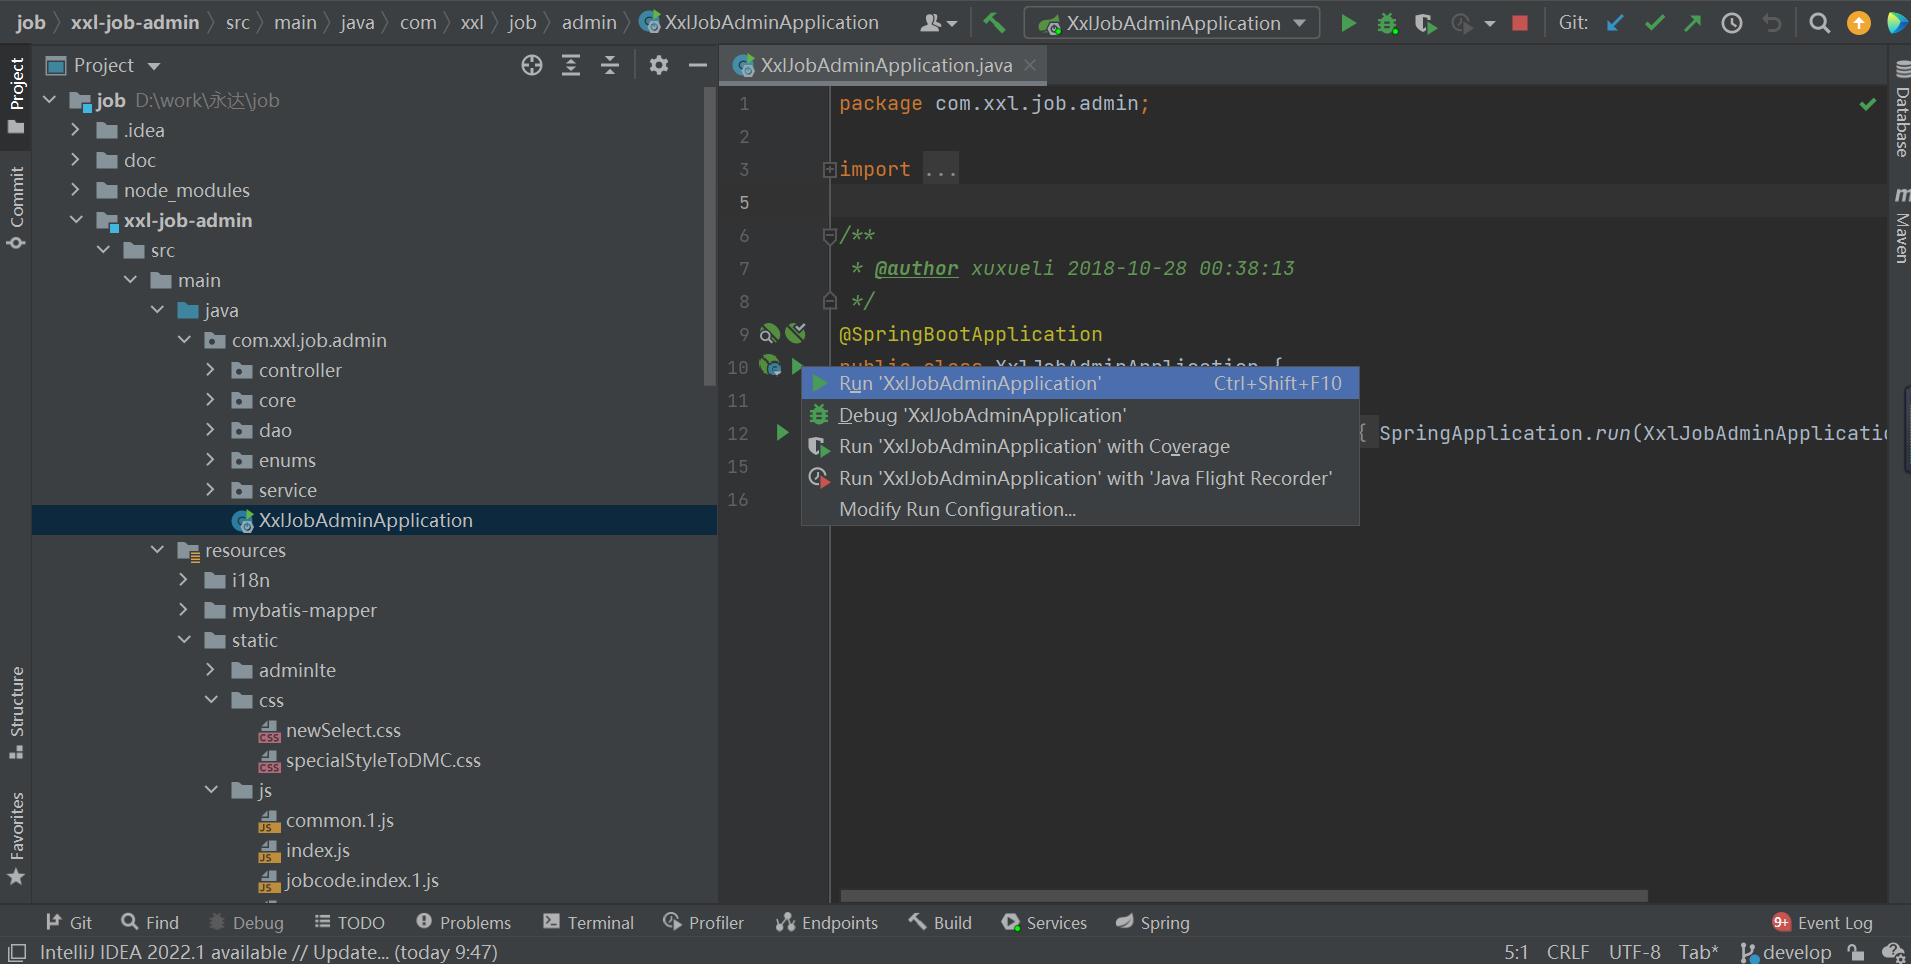 job xxl-job-admin src main java com xxl job admin XxlJobAdminApplication XxlJobAdminApplication Git:
Project
XxlJobAdminApplication.java
Project
Commit
Structure
Favorites
job D:\work\永达\job
.idea
doc
node_modules
xxl-job-admin
src
main
java
com.xxl.job.admin
controller
core
dao
enums
service
XxlJobAdminApplication
resources
i18n
mybatis-mapper
static
adminlte
css
newSelect.css
specialStyleToDMC.css
js
common.1.js
index.js
jobcode.index.1.js
1 package com.xxl.job.admin;
2
3 import ...
5
6 /**
7 * @author xuxueli 2018-10-28 00:38:13
8 */
9 @SpringBootApplication
10 public class XxlJobAdminApplication {
11
12 { SpringApplication.run(XxlJobAdminApplicatio
15
16
Run 'XxlJobAdminApplication' Ctrl+Shift+F10
Debug 'XxlJobAdminApplication'
Run 'XxlJobAdminApplication' with Coverage
Run 'XxlJobAdminApplication' with 'Java Flight Recorder'
Modify Run Configuration...
Database
m Maven
Git Find Debug TODO Problems Terminal Profiler Endpoints Build Services Spring 9+ Event Log
IntelliJ IDEA 2022.1 available // Update... (today 9:47) 5:1 CRLF UTF-8 Tab* develop